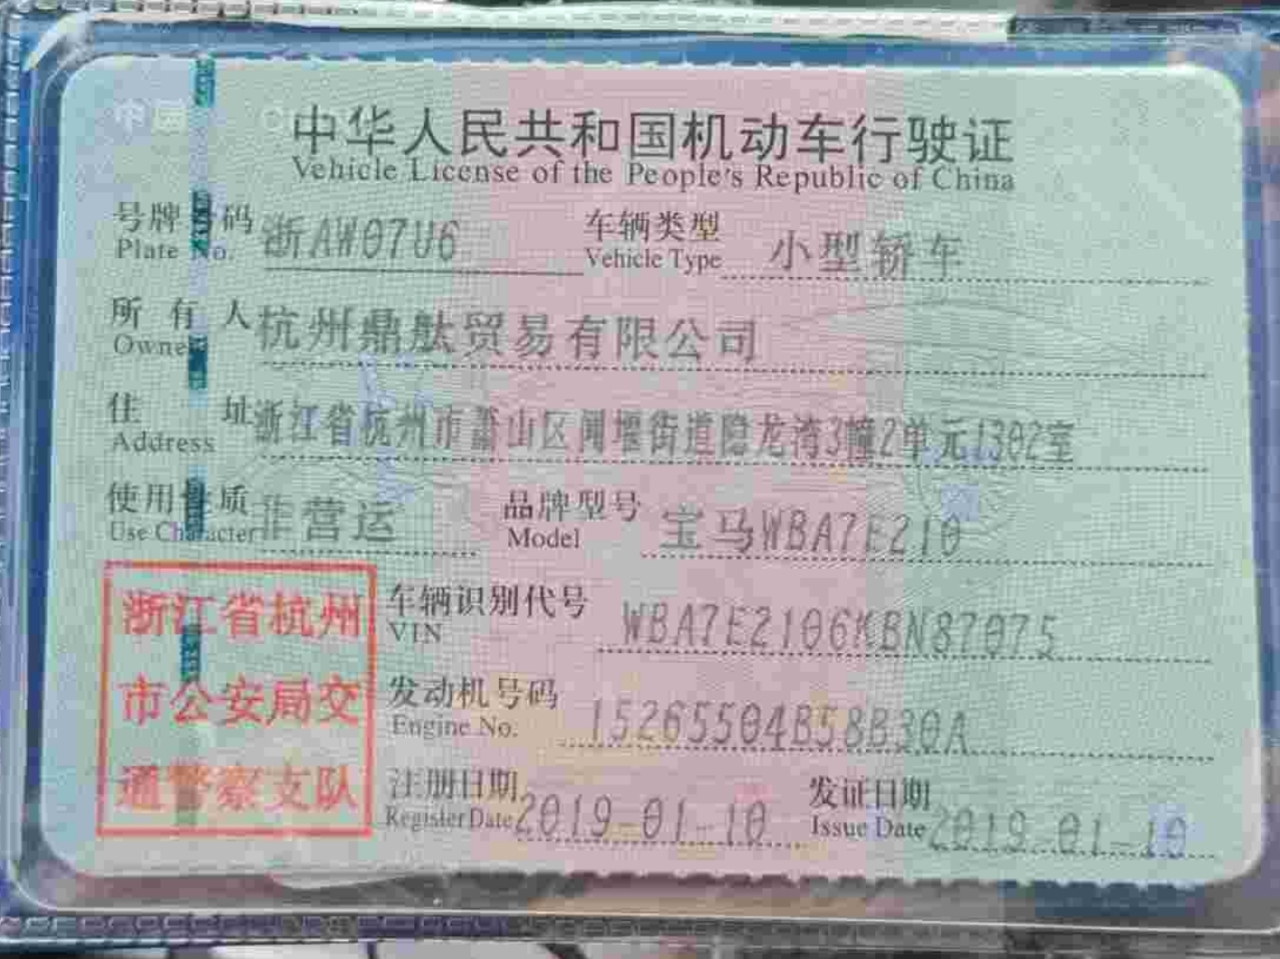 中国 CHINA
中华人民共和国机动车行驶证
Vehicle License of the People's Republic of China
号牌号码 浙AW07U6 车辆类型 小型轿车
Plate No. Vehicle Type
所有人 杭州鼎肽贸易有限公司
Owner
住址 浙江省杭州市萧山区闻堰街道隐龙湾3幢2单元1302室
Address
使用性质 非营运 品牌型号 宝马WBA7E210
Use Character Model
浙江省杭州
市公安局交
通警察支队
车辆识别代号 WBA7E2106KBN87075
VIN
发动机号码 15265504B58B30A
Engine No.
注册日期 2019-01-10 发证日期 2019-01-10
Register Date Issue Date